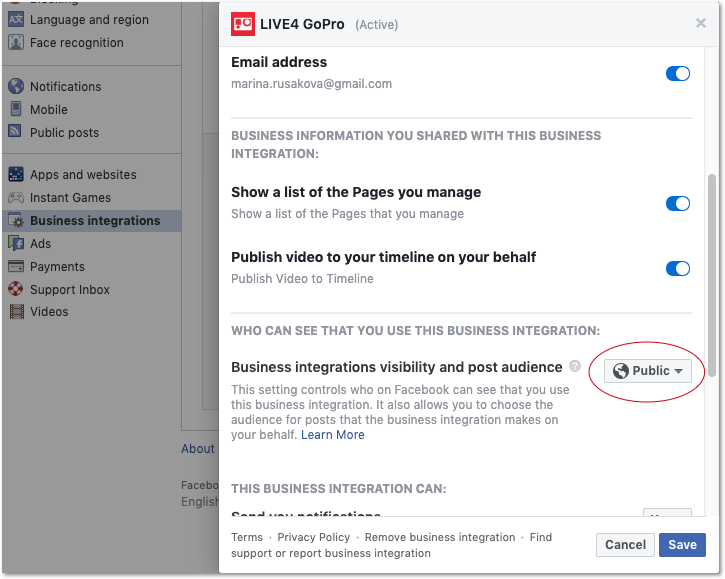 Blocking
Language and region
Face recognition
Notifications
Mobile
Public posts
Apps and websites
Instant Games
Business integrations
Ads
Payments
Support Inbox
Videos
About
Facebo
English
LIVE4 GoPro (Active)
Email address
marina.rusakova@gmail.com
BUSINESS INFORMATION YOU SHARED WITH THIS BUSINESS
INTEGRATION:
Show a list of the Pages you manage
Show a list of the Pages that you manage
Publish video to your timeline on your behalf
Publish Video to Timeline
WHO CAN SEE THAT YOU USE THIS BUSINESS INTEGRATION:
Business integrations visibility and post audience ?
Public
This setting controls who on Facebook can see that you use
this business integration. It also allows you to choose the
audience for posts that the business integration makes on
your behalf. Learn More
THIS BUSINESS INTEGRATION CAN:
Send you notifications
Terms · Privacy Policy · Remove business integration · Find
support or report business integration
Cancel
Save